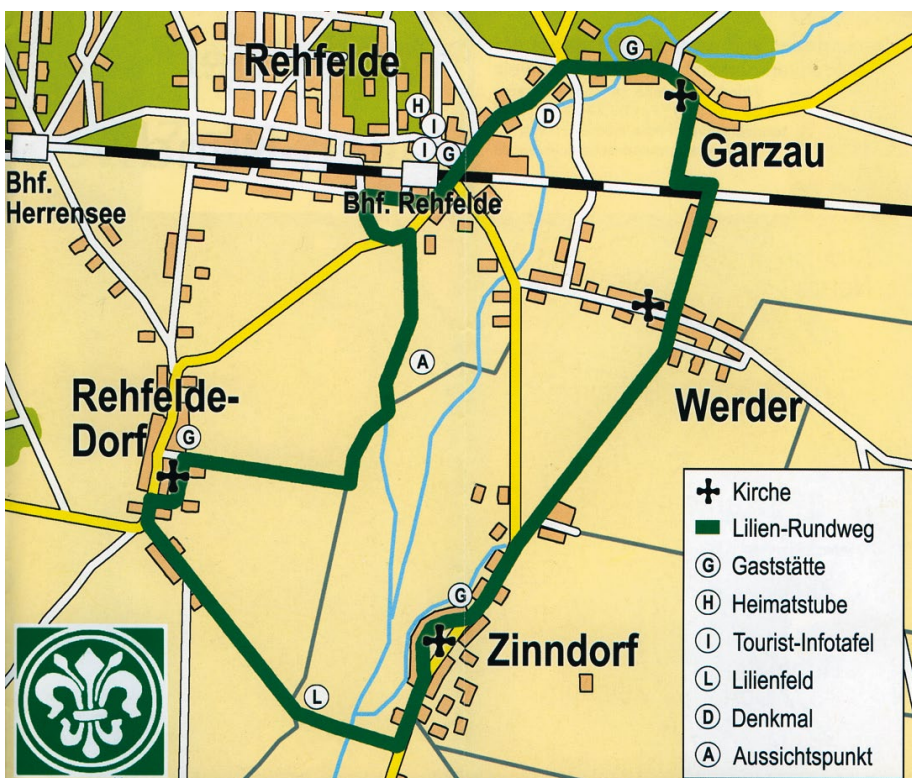 Rehfelde
G
H
I
D
I
G
Garzau
Bhf.
Herrensee
Bhf. Rehfelde
A
Werder
Rehfelde-
Dorf
G
G
Zinndorf
L
Kirche
Lilien-Rundweg
G Gaststätte
H Heimatstube
I Tourist-Infotafel
L Lilienfeld
D Denkmal
A Aussichtspunkt